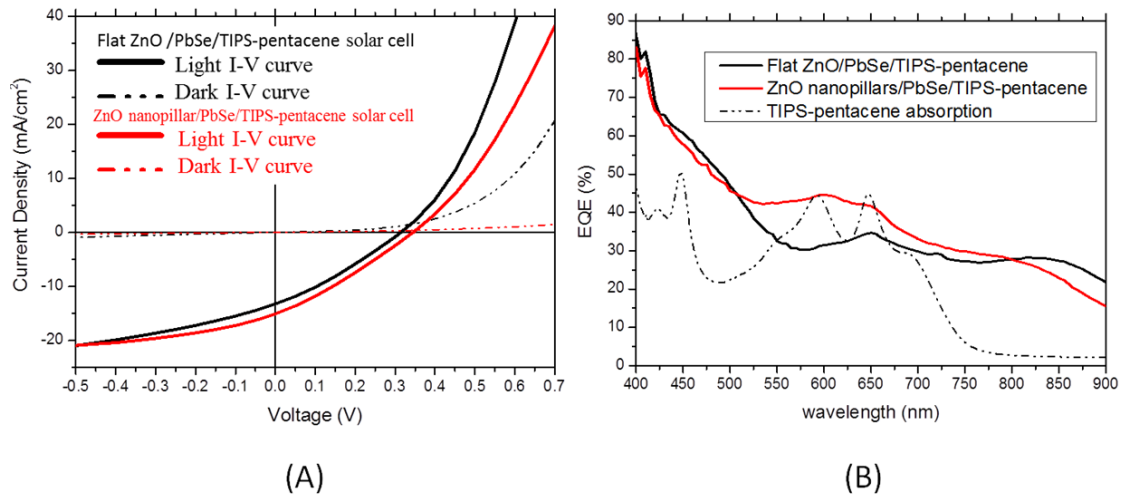 Flat ZnO /PbSe/TIPS-pentacene solar cell
Light I-V curve
Dark I-V curve
ZnO nanopillar/PbSe/TIPS-pentacene solar cell
Light I-V curve
Dark I-V curve
40
30
20
10
0
-10
-20
Current Density (mA/cm²)
-0.5 -0.4 -0.3 -0.2 -0.1 0.0 0.1 0.2 0.3 0.4 0.5 0.6 0.7
Voltage (V)
(A)
Flat ZnO/PbSe/TIPS-pentacene
ZnO nanopillars/PbSe/TIPS-pentacene
TIPS-pentacene absorption
90
80
70
60
50
40
30
20
10
0
EQE (%)
400 450 500 550 600 650 700 750 800 850 900
wavelength (nm)
(B)